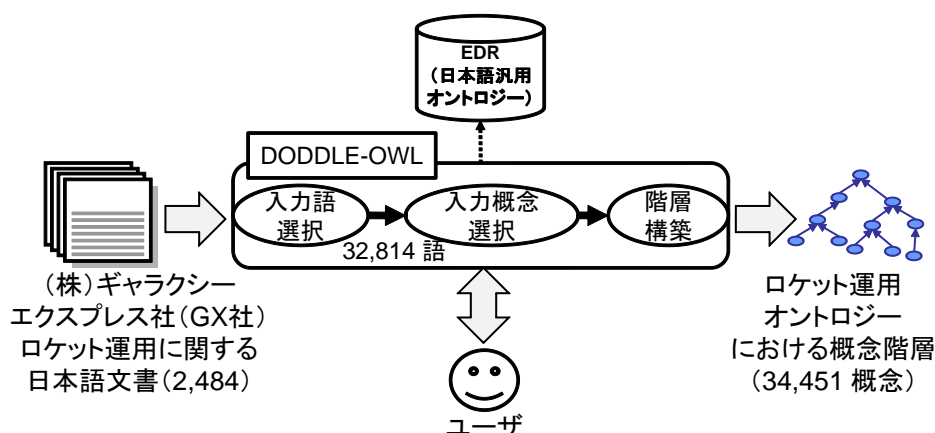 EDR
(日本語汎用
オントロジー)
DODDLE-OWL
入力語
選択
入力概念
選択
階層
構築
32,814 語
(株)ギャラクシー
エクスプレス社(GX社)
ロケット運用に関する
日本語文書(2,484)
ロケット運用
オントロジー
における概念階層
(34,451 概念)
ユーザ